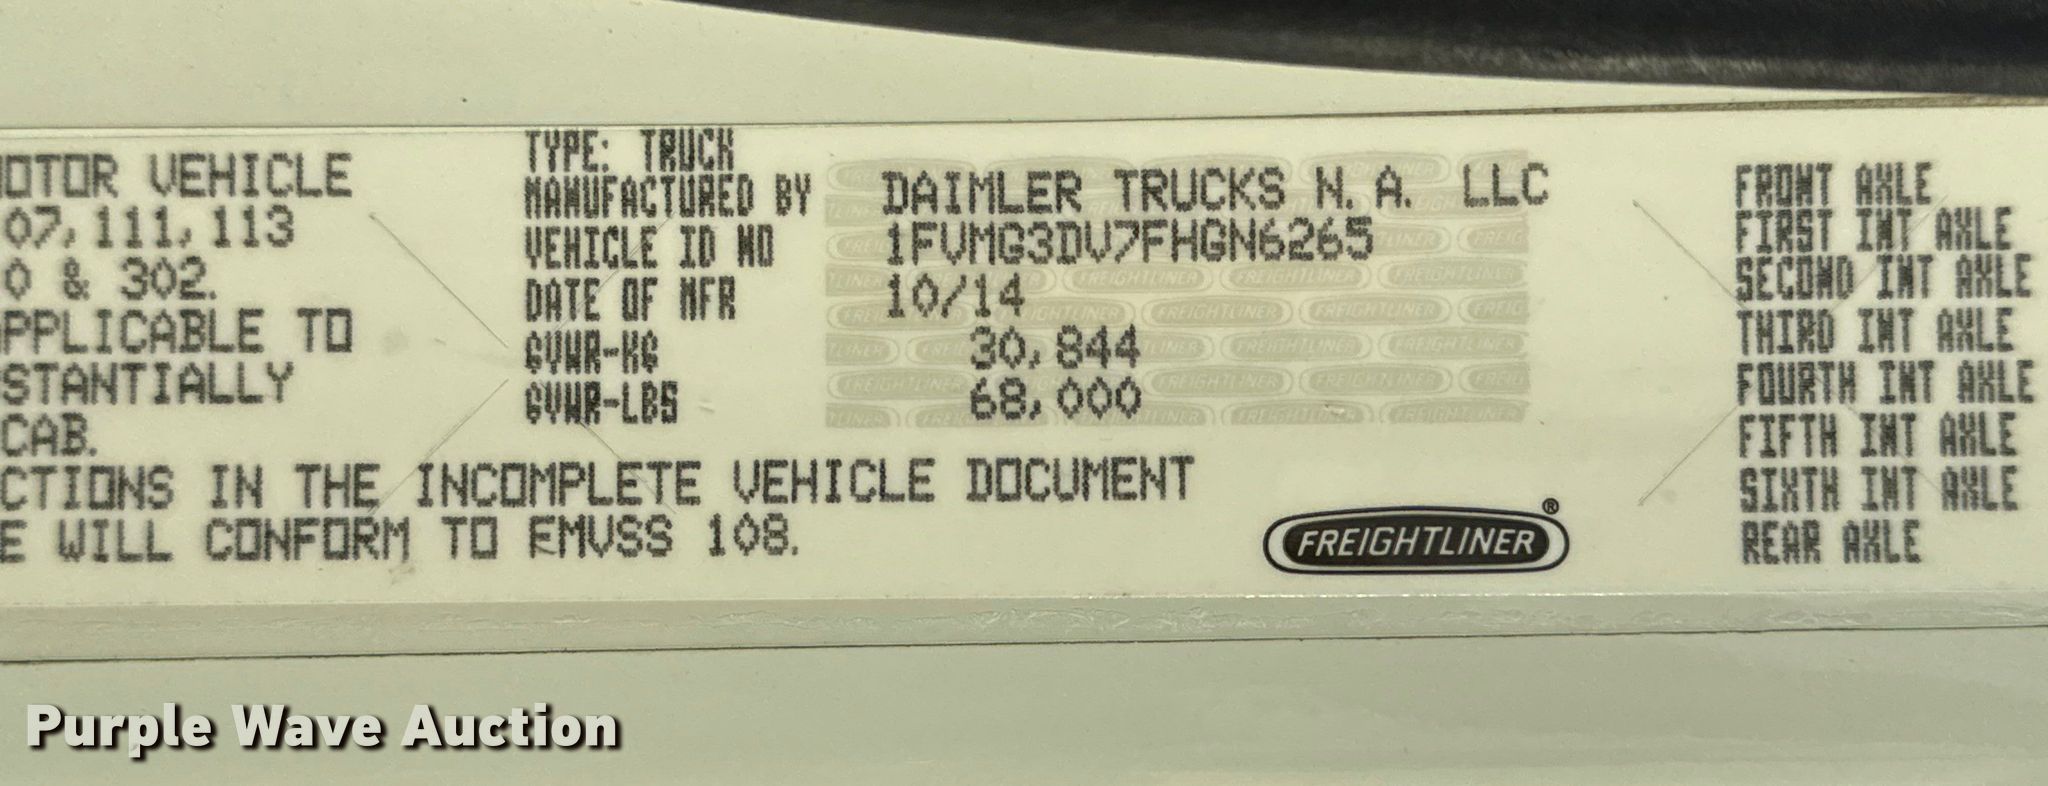 OTOR VEHICLE
07, 111, 113
0 & 302.
APPLICABLE TO
STANTIALLY
CAB.
CTIONS IN THE INCOMPLETE VEHICLE DOCUMENT
E WILL CONFORM TO FMVSS 108.
TYPE: TRUCK
MANUFACTURED BY DAIMLER TRUCKS N.A. LLC
VEHICLE ID NO 1FVMG3DV7FHGN6265
DATE OF MFR 10/14
GVWR-KG 30,844
GVWR-LBS 68,000
FREIGHTLINER®
FRONT AXLE
FIRST INT AXLE
SECOND INT AXLE
THIRD INT AXLE
FOURTH INT AXLE
FIFTH INT AXLE
SIXTH INT AXLE
REAR AXLE
Purple Wave Auction